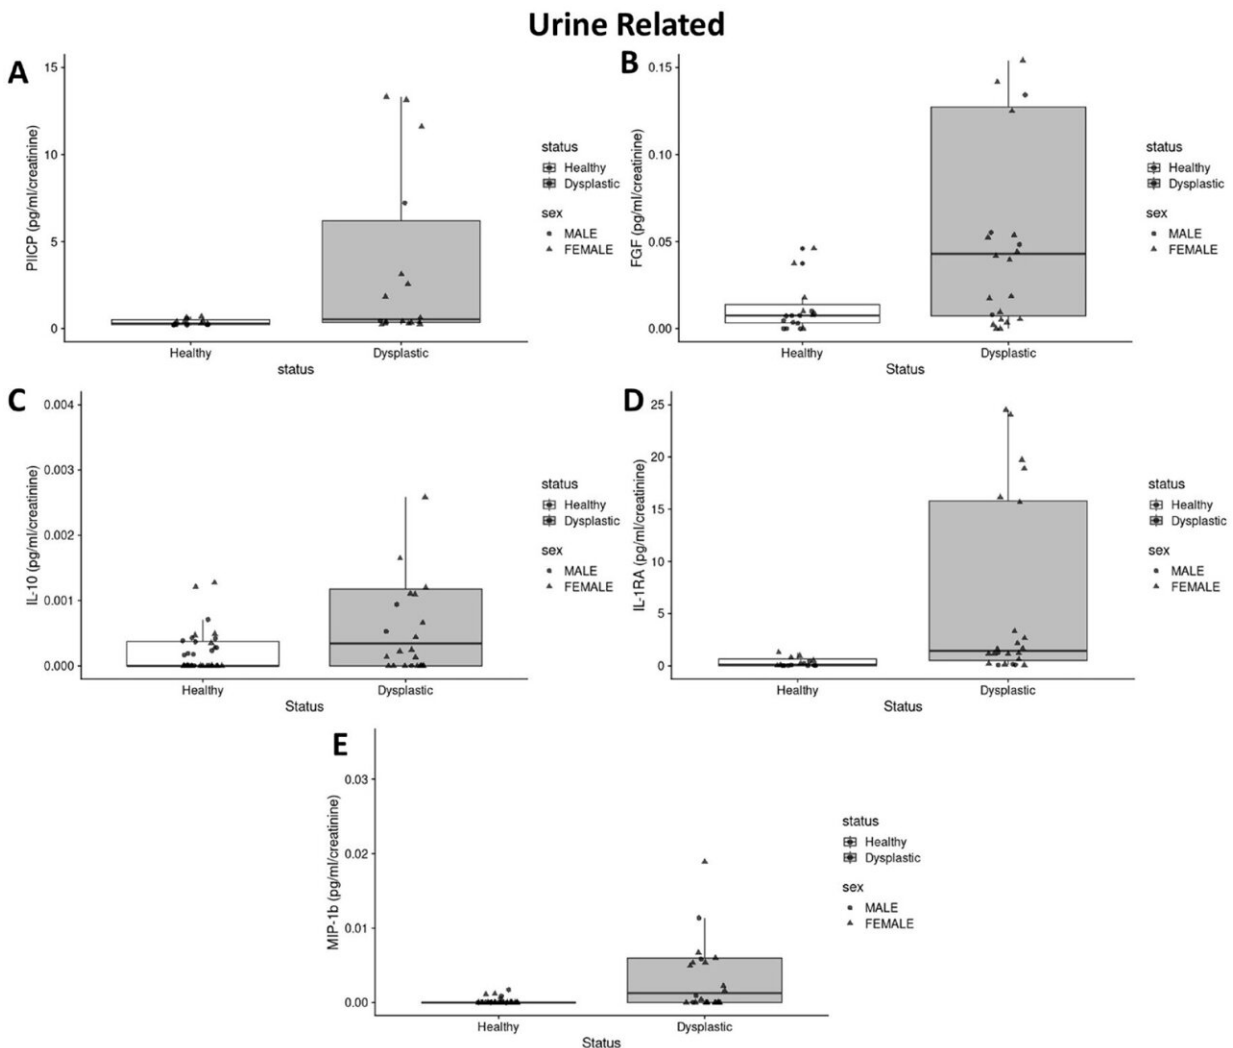 Urine Related
A
PIICP (pg/ml/creatinine)
15
10
5
0
Healthy
Dysplastic
status
status
Healthy
Dysplastic
sex
MALE
FEMALE
B
FGF (pg/ml/creatinine)
0.15
0.10
0.05
0.00
Healthy
Dysplastic
Status
status
Healthy
Dysplastic
sex
MALE
FEMALE
C
IL-10 (pg/ml/creatinine)
0.004
0.003
0.002
0.001
0.000
Healthy
Dysplastic
Status
status
Healthy
Dysplastic
sex
MALE
FEMALE
D
IL-1RA (pg/ml/creatinine)
25
20
15
10
5
0
Healthy
Dysplastic
Status
status
Healthy
Dysplastic
sex
MALE
FEMALE
E
MIP-1b (pg/ml/creatinine)
0.03
0.02
0.01
0.00
Healthy
Dysplastic
Status
status
Healthy
Dysplastic
sex
MALE
FEMALE